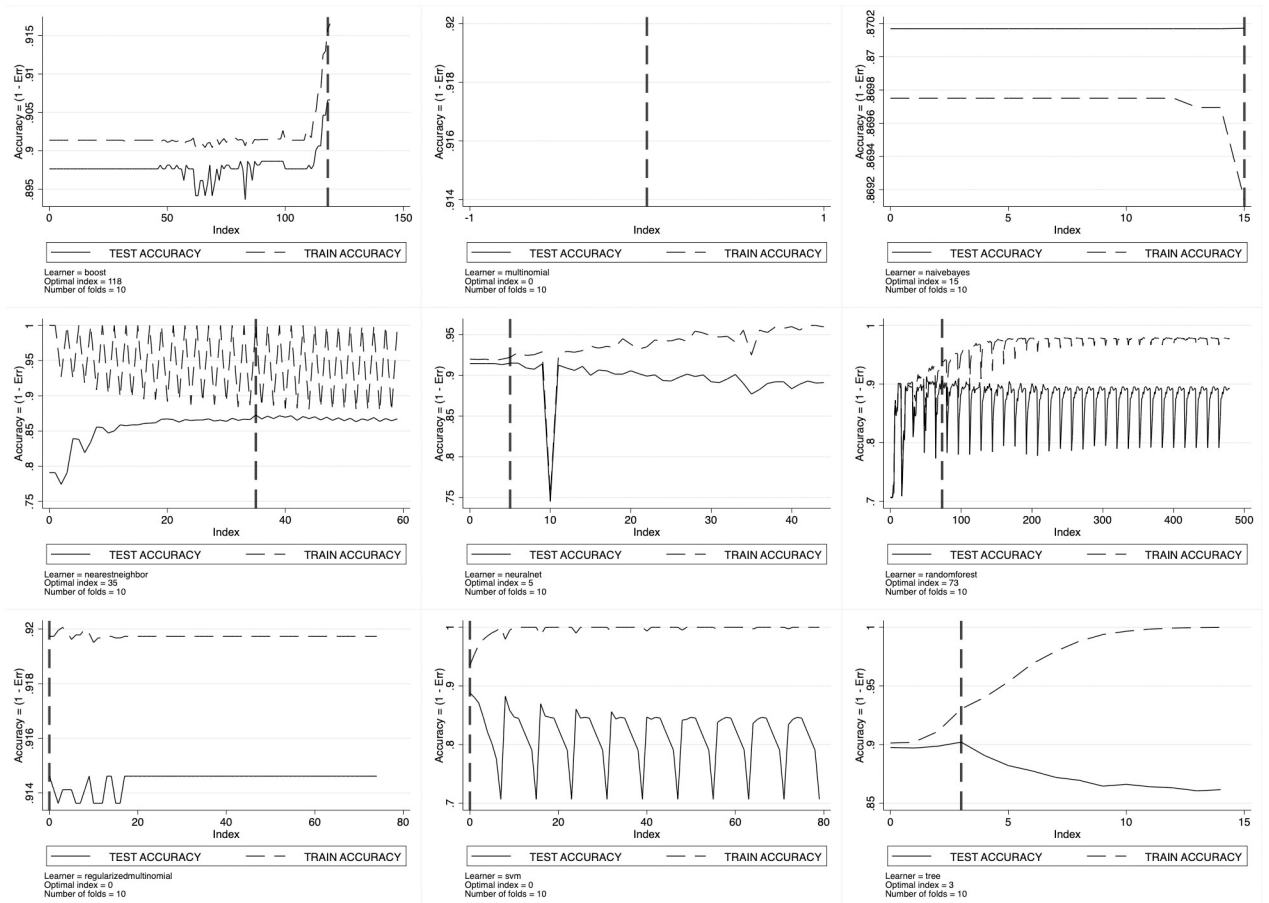 Accuracy = (1 - Err)
.895 .9 .905 .91 .915
0 50 100 150
Index
TEST ACCURACY TRAIN ACCURACY
Learner = boost
Optimal index = 118
Number of folds = 10
Accuracy = (1 - Err)
.914 .916 .918 .92
-1 1
Index
TEST ACCURACY TRAIN ACCURACY
Learner = multinomial
Optimal index = 0
Number of folds = 10
Accuracy = (1 - Err)
.8692 .8694 .8696 .8698 .87 .8702
0 5 10 15
Index
TEST ACCURACY TRAIN ACCURACY
Learner = naivebayes
Optimal index = 15
Number of folds = 10
Accuracy = (1 - Err)
.75 .8 .85 .9 .95 1
0 20 40 60
Index
TEST ACCURACY TRAIN ACCURACY
Learner = nearestneighbor
Optimal index = 35
Number of folds = 10
Accuracy = (1 - Err)
.75 .8 .85 .9 .95
0 10 20 30 40
Index
TEST ACCURACY TRAIN ACCURACY
Learner = neuralnet
Optimal index = 5
Number of folds = 10
Accuracy = (1 - Err)
.7 .8 .9 1
0 100 200 300 400 500
Index
TEST ACCURACY TRAIN ACCURACY
Learner = randomforest
Optimal index = 73
Number of folds = 10
Accuracy = (1 - Err)
.914 .916 .918 .92
0 20 40 60 80
Index
TEST ACCURACY TRAIN ACCURACY
Learner = regularizedmultinomial
Optimal index = 0
Number of folds = 10
Accuracy = (1 - Err)
.7 .8 .9 1
0 20 40 60 80
Index
TEST ACCURACY TRAIN ACCURACY
Learner = svm
Optimal index = 0
Number of folds = 10
Accuracy = (1 - Err)
.85 .9 .95 1
0 5 10 15
Index
TEST ACCURACY TRAIN ACCURACY
Learner = tree
Optimal index = 3
Number of folds = 10